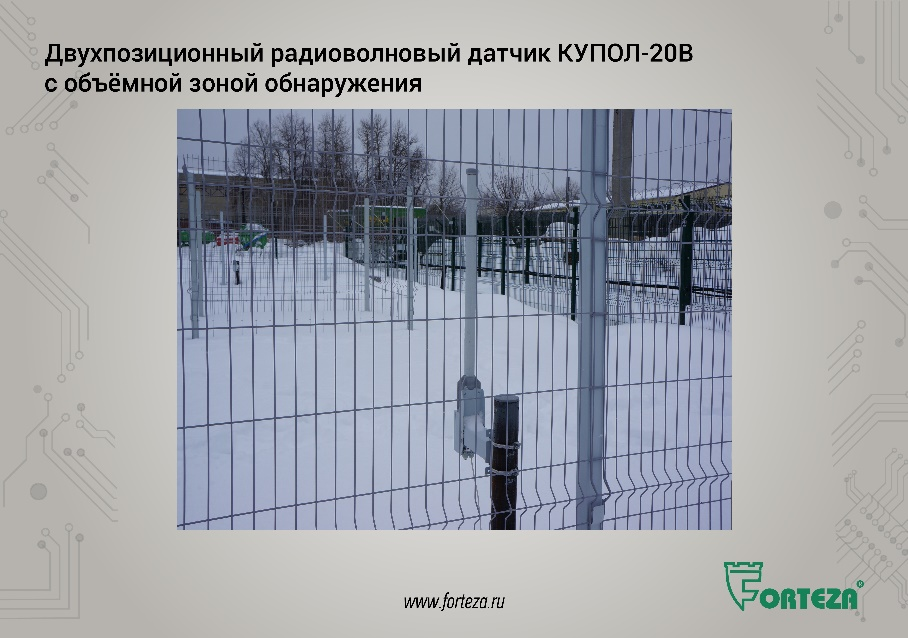 Двухпозиционный радиоволновый датчик КУПОЛ-20В
с объёмной зоной обнаружения
www.forteza.ru
FORTEZA®